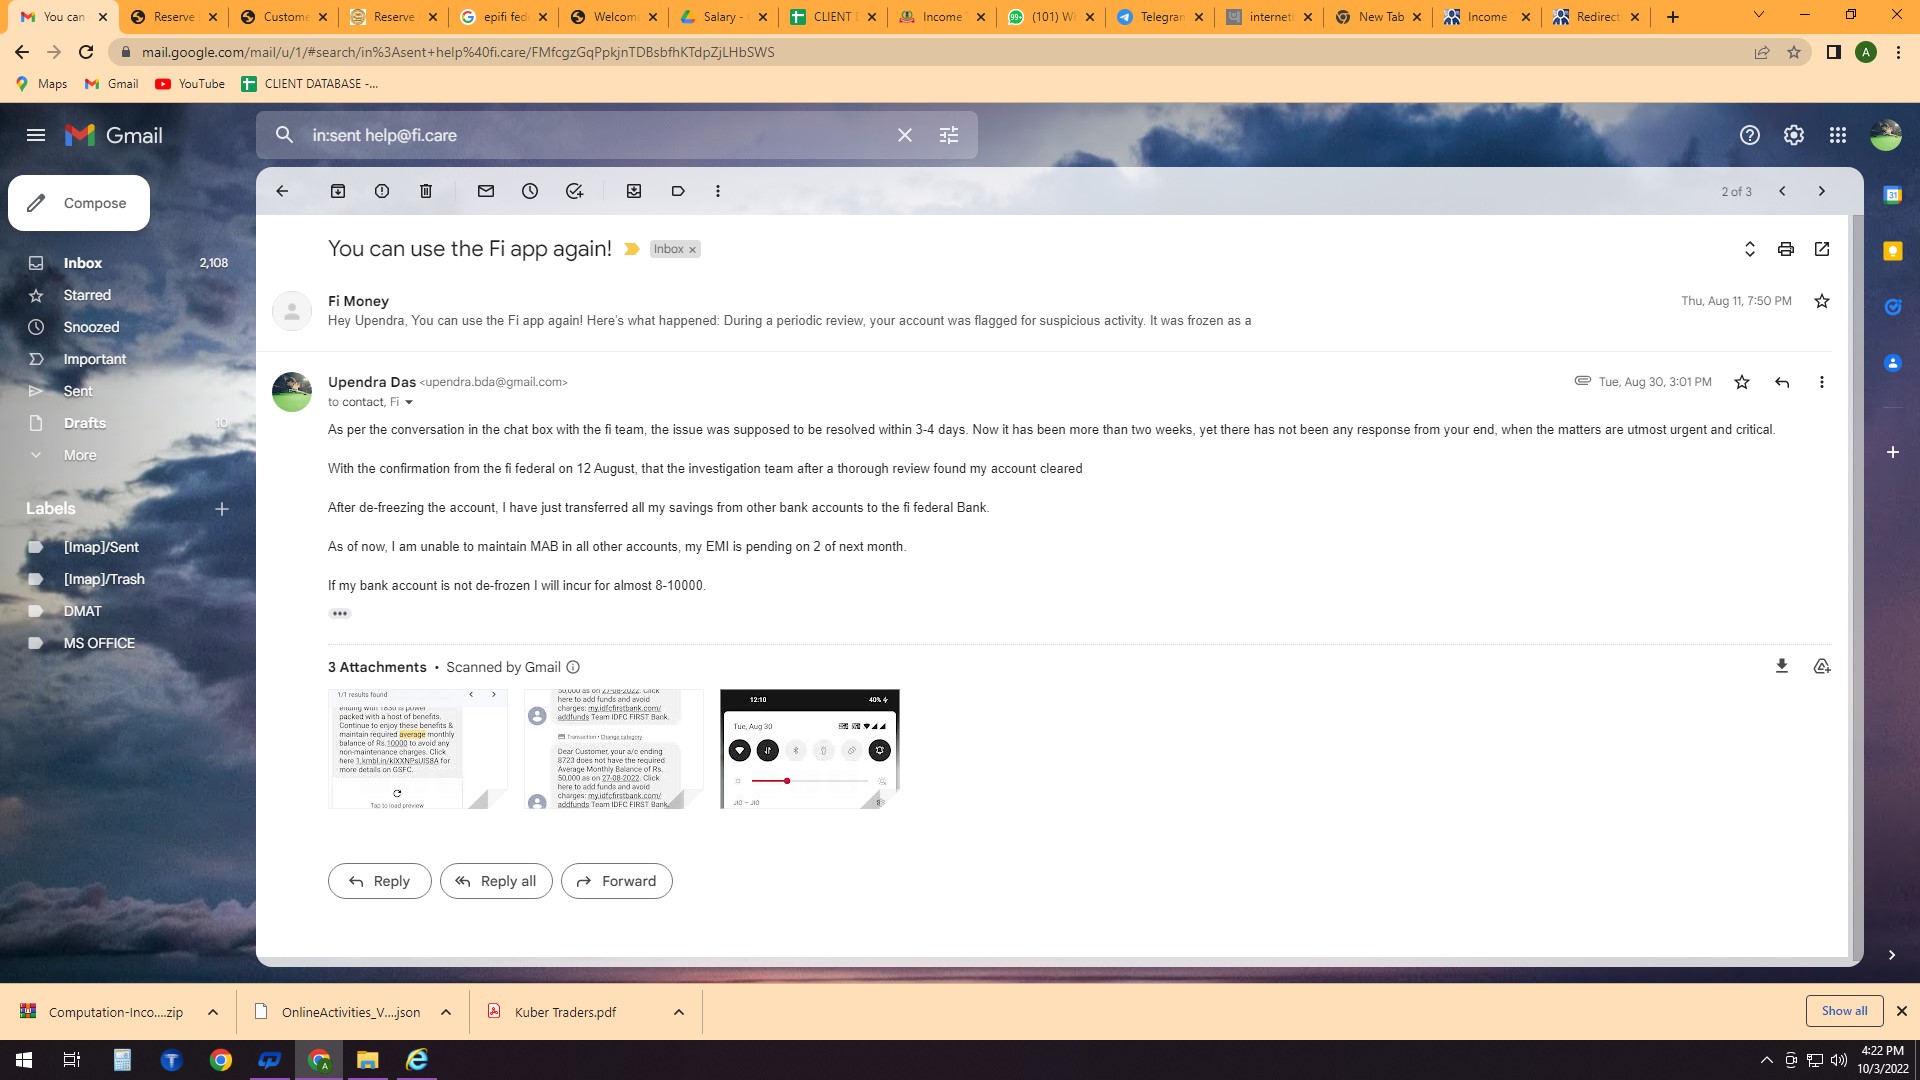 You can
Reserve
Custome
Reserve
epifi fed
Welcom
Salary -
CLIENT
Income
(101) W
Telegran
internet
New Tab
Income
Redirect
mail.google.com/mail/u/1/#search/in%3Asent+help%40fi.care/FMfcgzGqPpkjnTDBsbfhKTdpZjLHbSWS
A
Maps
Gmail
YouTube
CLIENT DATABASE -...
Gmail
in:sent help@fi.care
Compose
2 of 3
Inbox 2,108
Starred
Snoozed
Important
Sent
Drafts 10
More
Labels
[Imap]/Sent
[Imap]/Trash
DMAT
MS OFFICE
You can use the Fi app again!
Inbox
Fi Money
Thu, Aug 11, 7:50 PM
Hey Upendra, You can use the Fi app again! Here's what happened: During a periodic review, your account was flagged for suspicious activity. It was frozen as a
Upendra Das <upendra.bda@gmail.com>
Tue, Aug 30, 3:01 PM
to contact, Fi
As per the conversation in the chat box with the fi team, the issue was supposed to be resolved within 3-4 days. Now it has been more than two weeks, yet there has not been any response from your end, when the matters are utmost urgent and critical.
With the confirmation from the fi federal on 12 August, that the investigation team after a thorough review found my account cleared
After de-freezing the account, I have just transferred all my savings from other bank accounts to the fi federal Bank.
As of now, I am unable to maintain MAB in all other accounts, my EMI is pending on 2 of next month.
If my bank account is not de-frozen I will incur for almost 8-10000.
3 Attachments • Scanned by Gmail
1/1 results found
ending with 1830 is power
packed with a host of benefits.
Continue to enjoy these benefits &
maintain required average monthly
balance of Rs.10000 to avoid any
non-maintenance charges. Click
here 1.kmbl.in/kIXXNPsUIS8A for
more details on GSFC.
Tap to load preview
50,000 as on 27-08-2022. Click
here to add funds and avoid
charges: my.idfcfirstbank.com/
addfunds Team IDFC FIRST Bank.
Transaction • Change category
Dear Customer, your a/c ending
8723 does not have the required
Average Monthly Balance of Rs.
50,000 as on 27-08-2022. Click
here to add funds and avoid
charges: my.idfcfirstbank.com/
addfunds Team IDFC FIRST Bank.
12:10 40%
Tue, Aug 30
JIO — JIO
Reply
Reply all
Forward
Computation-Inco....zip
OnlineActivities_V....json
Kuber Traders.pdf
Show all
4:22 PM
10/3/2022